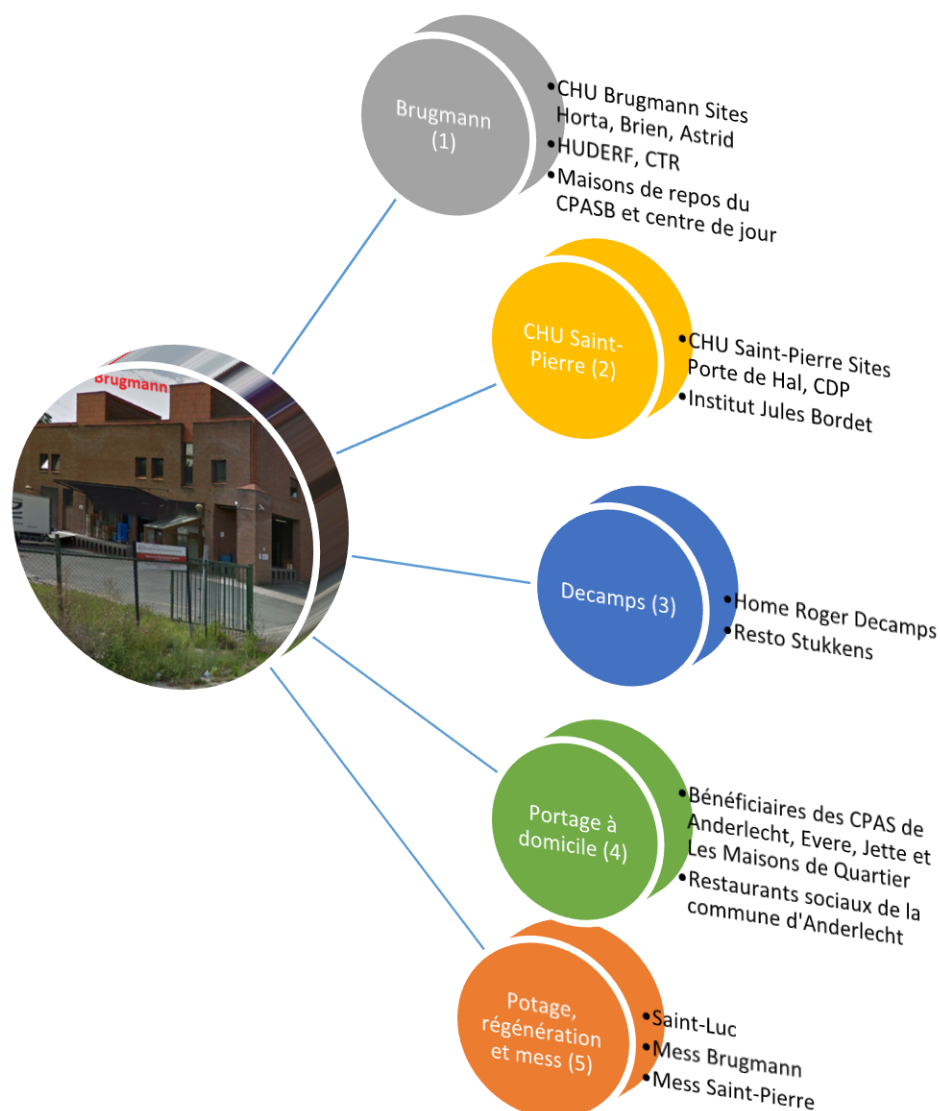 Brugmann
(1)
•CHU Brugmann Sites
Horta, Brien, Astrid
•HUDERF, CTR
•Maisons de repos du
CPASB et centre de jour
CHU Saint-
Pierre (2)
•CHU Saint-Pierre Sites
Porte de Hal, CDP
•Institut Jules Bordet
Brugmann
Decamps (3)
•Home Roger Decamps
•Resto Stukkens
Portage à
domicile (4)
•Bénéficiaires des CPAS de
Anderlecht, Evere, Jette et
Les Maisons de Quartier
•Restaurants sociaux de la
commune d'Anderlecht
Potage,
régénération
et mess (5)
•Saint-Luc
•Mess Brugmann
•Mess Saint-Pierre